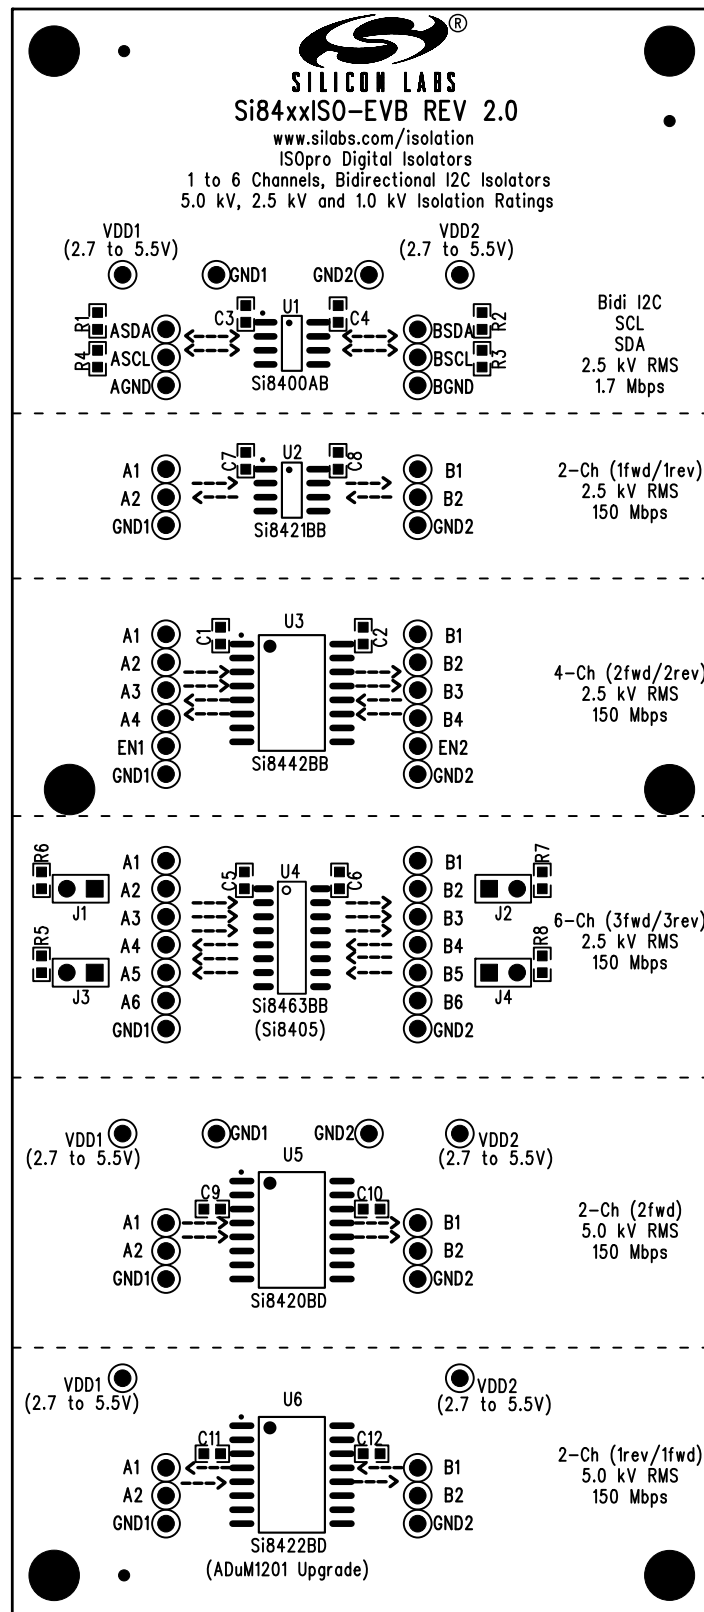 ®
SILICON LABS
Si84xxISO-EVB REV 2.0
www.silabs.com/isolation
ISOpro Digital Isolators
1 to 6 Channels, Bidirectional I2C Isolators
5.0 kV, 2.5 kV and 1.0 kV Isolation Ratings
VDD1
(2.7 to 5.5V)
VDD2
(2.7 to 5.5V)
GND1
GND2
R1
R4
ASDA
ASCL
AGND
C3
U1
C4
Si8400AB
BSDA
BSCL
BGND
R2
R3
Bidi I2C
SCL
SDA
2.5 kV RMS
1.7 Mbps
A1
A2
GND1
C7
U2
C8
Si8421BB
B1
B2
GND2
2-Ch (1fwd/1rev)
2.5 kV RMS
150 Mbps
A1
A2
A3
A4
EN1
GND1
C1
U3
C2
Si8442BB
B1
B2
B3
B4
EN2
GND2
4-Ch (2fwd/2rev)
2.5 kV RMS
150 Mbps
R6
J1
R5
J3
A1
A2
A3
A4
A5
A6
GND1
C5
U4
C6
Si8463BB
(Si8405)
B1
B2
B3
B4
B5
B6
GND2
R7
J2
R8
J4
6-Ch (3fwd/3rev)
2.5 kV RMS
150 Mbps
VDD1
(2.7 to 5.5V)
GND1
GND2
VDD2
(2.7 to 5.5V)
U5
C9
C10
A1
A2
GND1
Si8420BD
B1
B2
GND2
2-Ch (2fwd)
5.0 kV RMS
150 Mbps
VDD1
(2.7 to 5.5V)
VDD2
(2.7 to 5.5V)
U6
C11
C12
A1
A2
GND1
Si8422BD
(ADuM1201 Upgrade)
B1
B2
GND2
2-Ch (1rev/1fwd)
5.0 kV RMS
150 Mbps